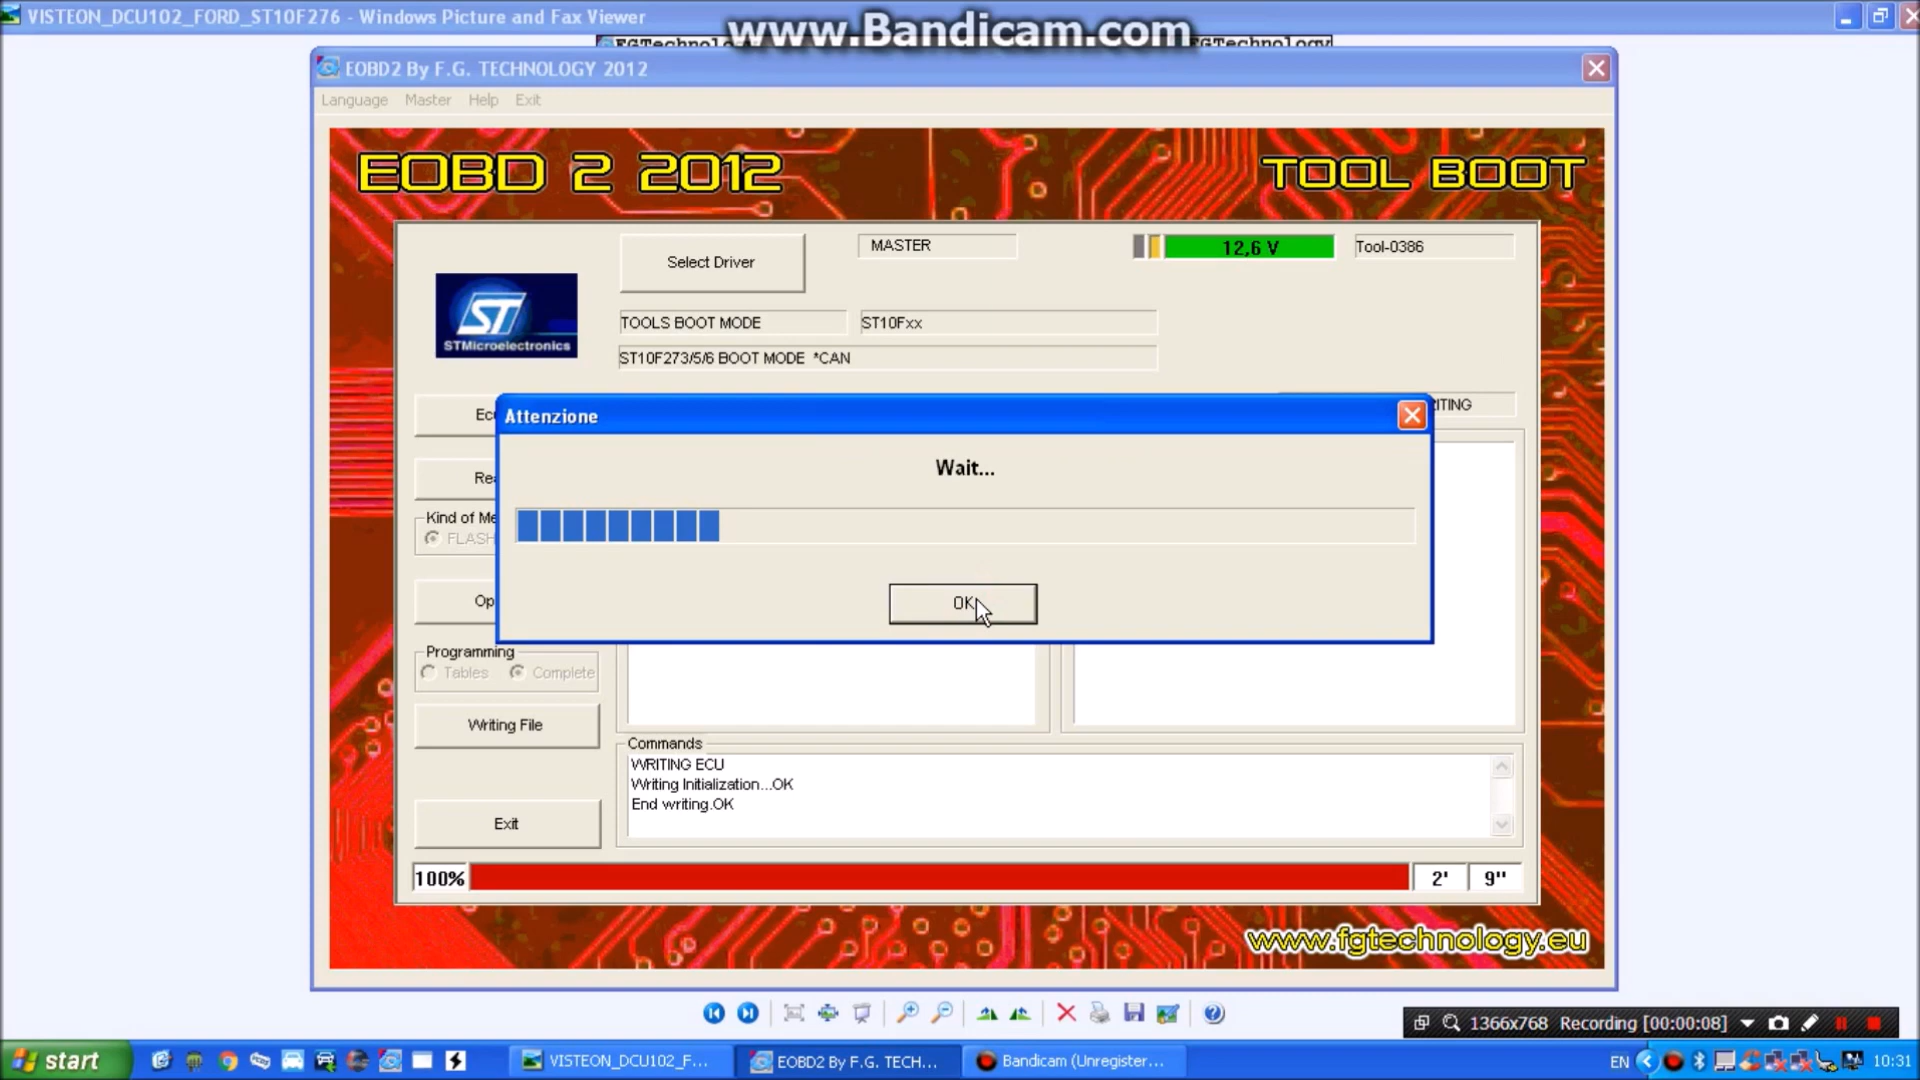 VISTEON_DCU102_FORD_ST10F276 - Windows Picture and Fax Viewer
www.Bandicam.com
EOBD2 By F.G. TECHNOLOGY 2012
Language Master Help Exit
EOBD 2 2012
TOOL BOOT
Select Driver
MASTER
12,6 V
Tool-0386
ST
STMicroelectronics
TOOLS BOOT MODE
ST10Fxx
ST10F273/5/6 BOOT MODE *CAN
Attenzione
Wait...
OK
Kind of Me
FLASH
Programming
Tables Complete
Writing File
Commands
WRITING ECU
Writing Initialization...OK
End writing.OK
Exit
100%
2' 9''
www.fgtechnology.eu
1366x768 Recording [00:00:08]
start
VISTEON_DCU102_F...
EOBD2 By F.G. TECH...
Bandicam (Unregister...
EN
10:31